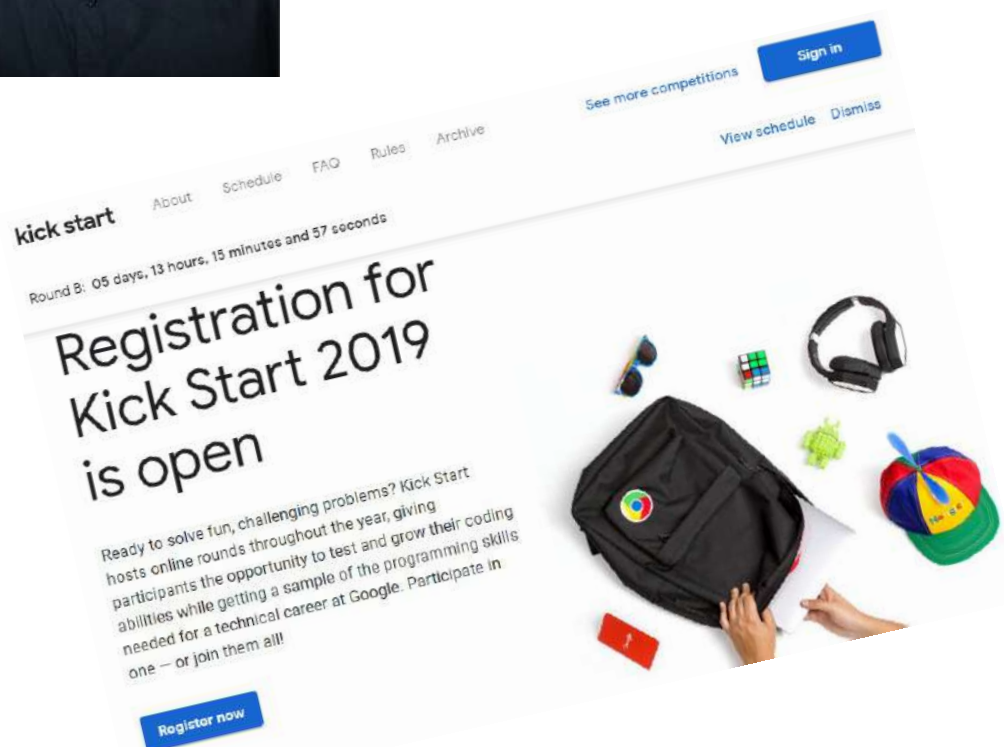 See more competitions
Sign in
kick start
About
Schedule
FAQ
Rules
Archive
View schedule
Dismiss
Round B: 05 days, 13 hours, 15 minutes and 57 seconds
Registration for
Kick Start 2019
is open
Ready to solve fun, challenging problems? Kick Start
hosts online rounds throughout the year, giving
participants the opportunity to test and grow their coding
abilities while getting a sample of the programming skills
needed for a technical career at Google. Participate in
one — or join them all!
Register now